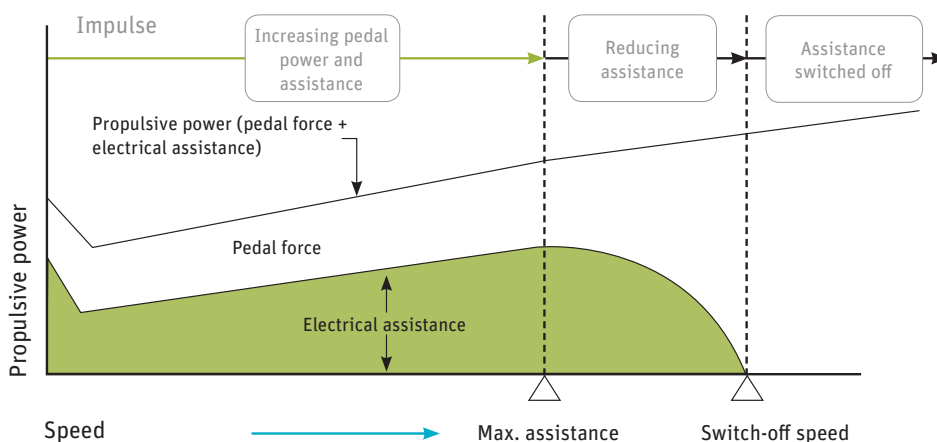 Impulse
Increasing pedal
power and
assistance
Reducing
assistance
Assistance
switched off
Propulsive power (pedal force +
electrical assistance)
Pedal force
Electrical assistance
Propulsive power
Speed
Max. assistance
Switch-off speed